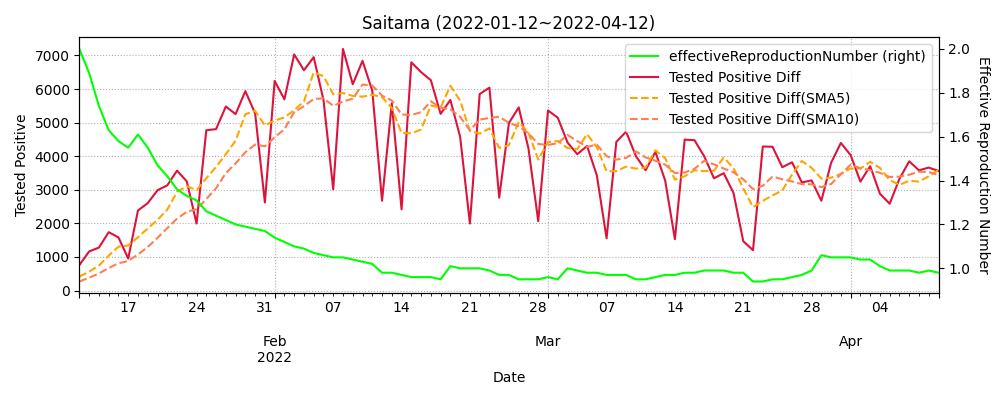 Saitama (2022-01-12~2022-04-12)
effectiveReproductionNumber (right)
Tested Positive Diff
Tested Positive Diff(SMA5)
Tested Positive Diff(SMA10)
Tested Positive
7000
6000
5000
4000
3000
2000
1000
0
2.0
1.8
1.6
1.4
1.2
1.0
Effective Reproduction Number
17 24 31 07 14 21 28 07 14 21 28 04
Feb Mar Apr
2022
Date